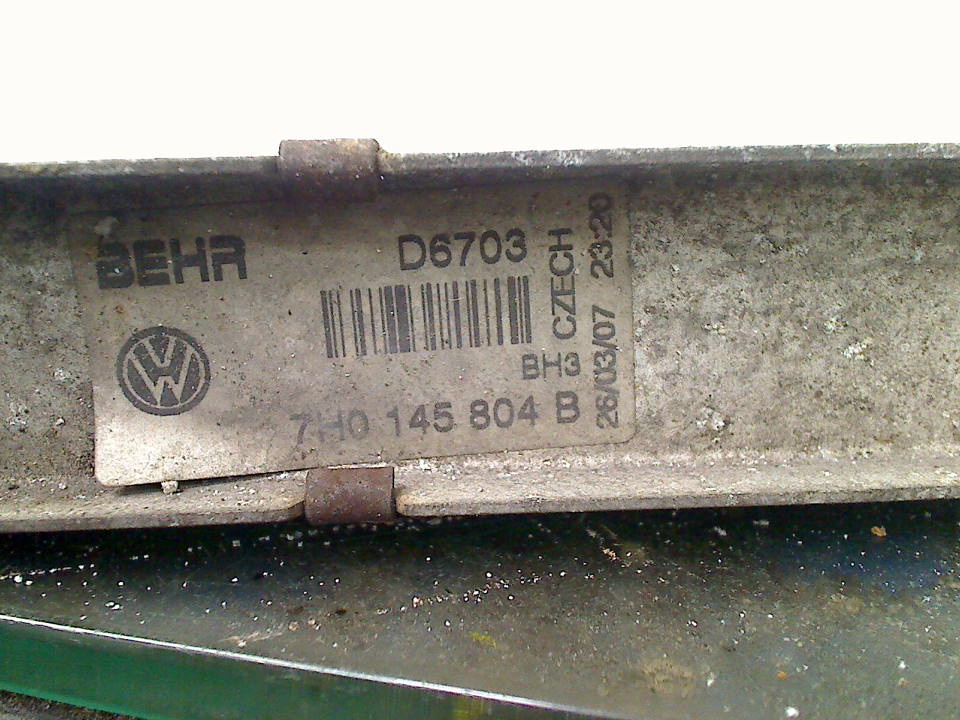 BEHR
D6703
CZECH
26/03/07 23:20
BH3
7H0 145 804 B